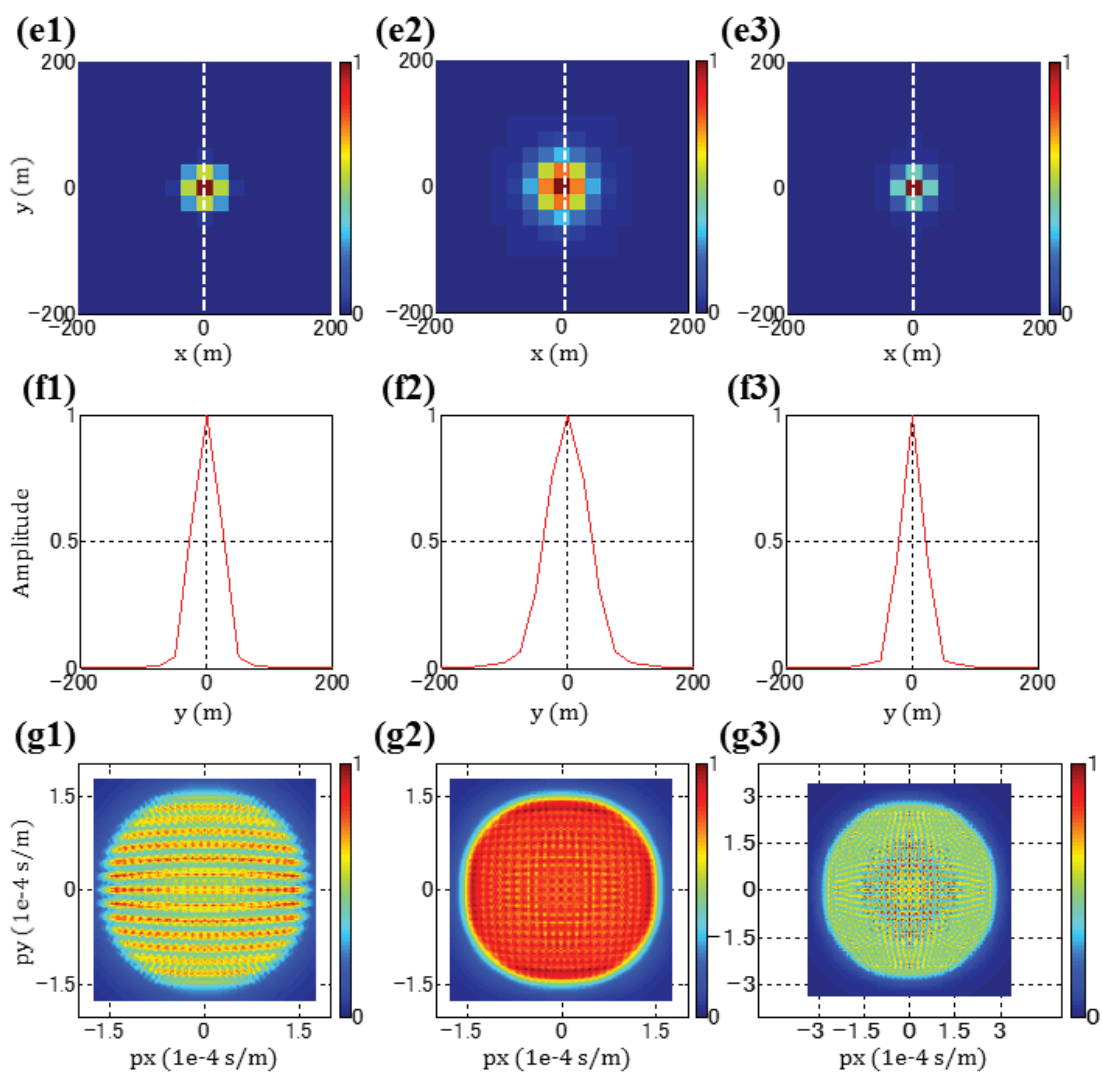 (e1) (e2) (e3)
200 1 200 1 200 1
y (m) 0 0 0
-200 0 -200 0 -200 0
-200 0 200 -200 0 200 -200 0 200
x (m) x (m) x (m)
(f1) (f2) (f3)
1 1 1
Amplitude 0.5 0.5 0.5
0 0 0
-200 0 200 -200 0 200 -200 0 200
y (m) y (m) y (m)
(g1) (g2) (g3)
1 1 1
1.5 1.5 3
1.5
py (1e-4 s/m) 0 0 0
-1.5
-1.5 -1.5 -3
0 0 0
-1.5 0 1.5 -1.5 0 1.5 -3 -1.5 0 1.5 3
px (1e-4 s/m) px (1e-4 s/m) px (1e-4 s/m)